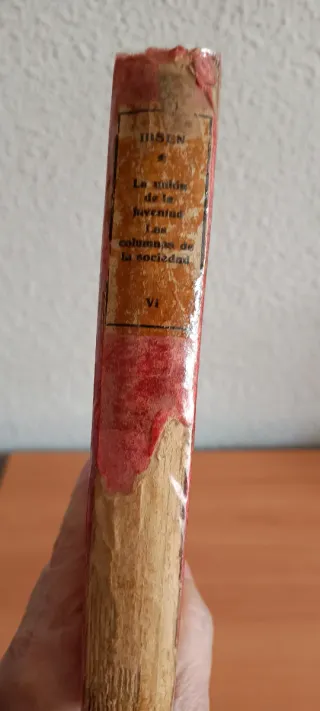 IBSEN
La unión
de la
juventud
Las
columnas de
la sociedad
VI